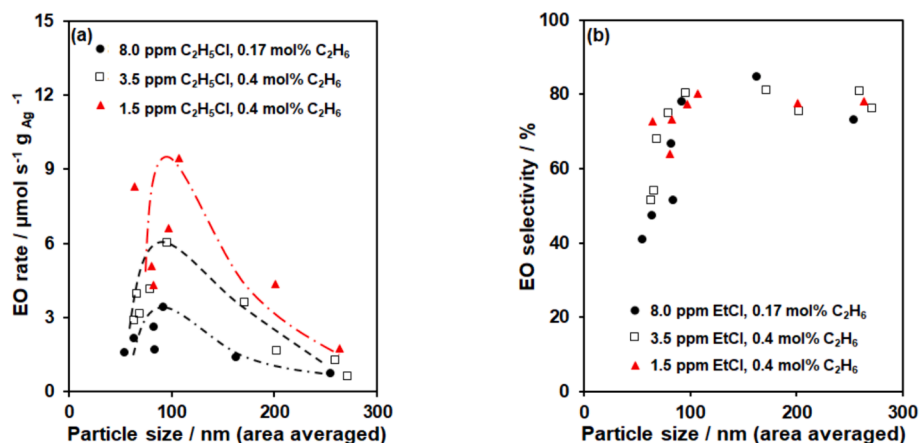 (a)
8.0 ppm C₂H₅Cl, 0.17 mol% C₂H₆
3.5 ppm C₂H₅Cl, 0.4 mol% C₂H₆
1.5 ppm C₂H₅Cl, 0.4 mol% C₂H₆
EO rate / µmol s⁻¹ g Ag ⁻¹
15
12
9
6
3
0
0
100
200
300
Particle size / nm (area averaged)
(b)
EO selectivity / %
100
80
60
40
20
0
8.0 ppm EtCl, 0.17 mol% C₂H₆
3.5 ppm EtCl, 0.4 mol% C₂H₆
1.5 ppm EtCl, 0.4 mol% C₂H₆
0
100
200
300
Particle size / nm (area averaged)